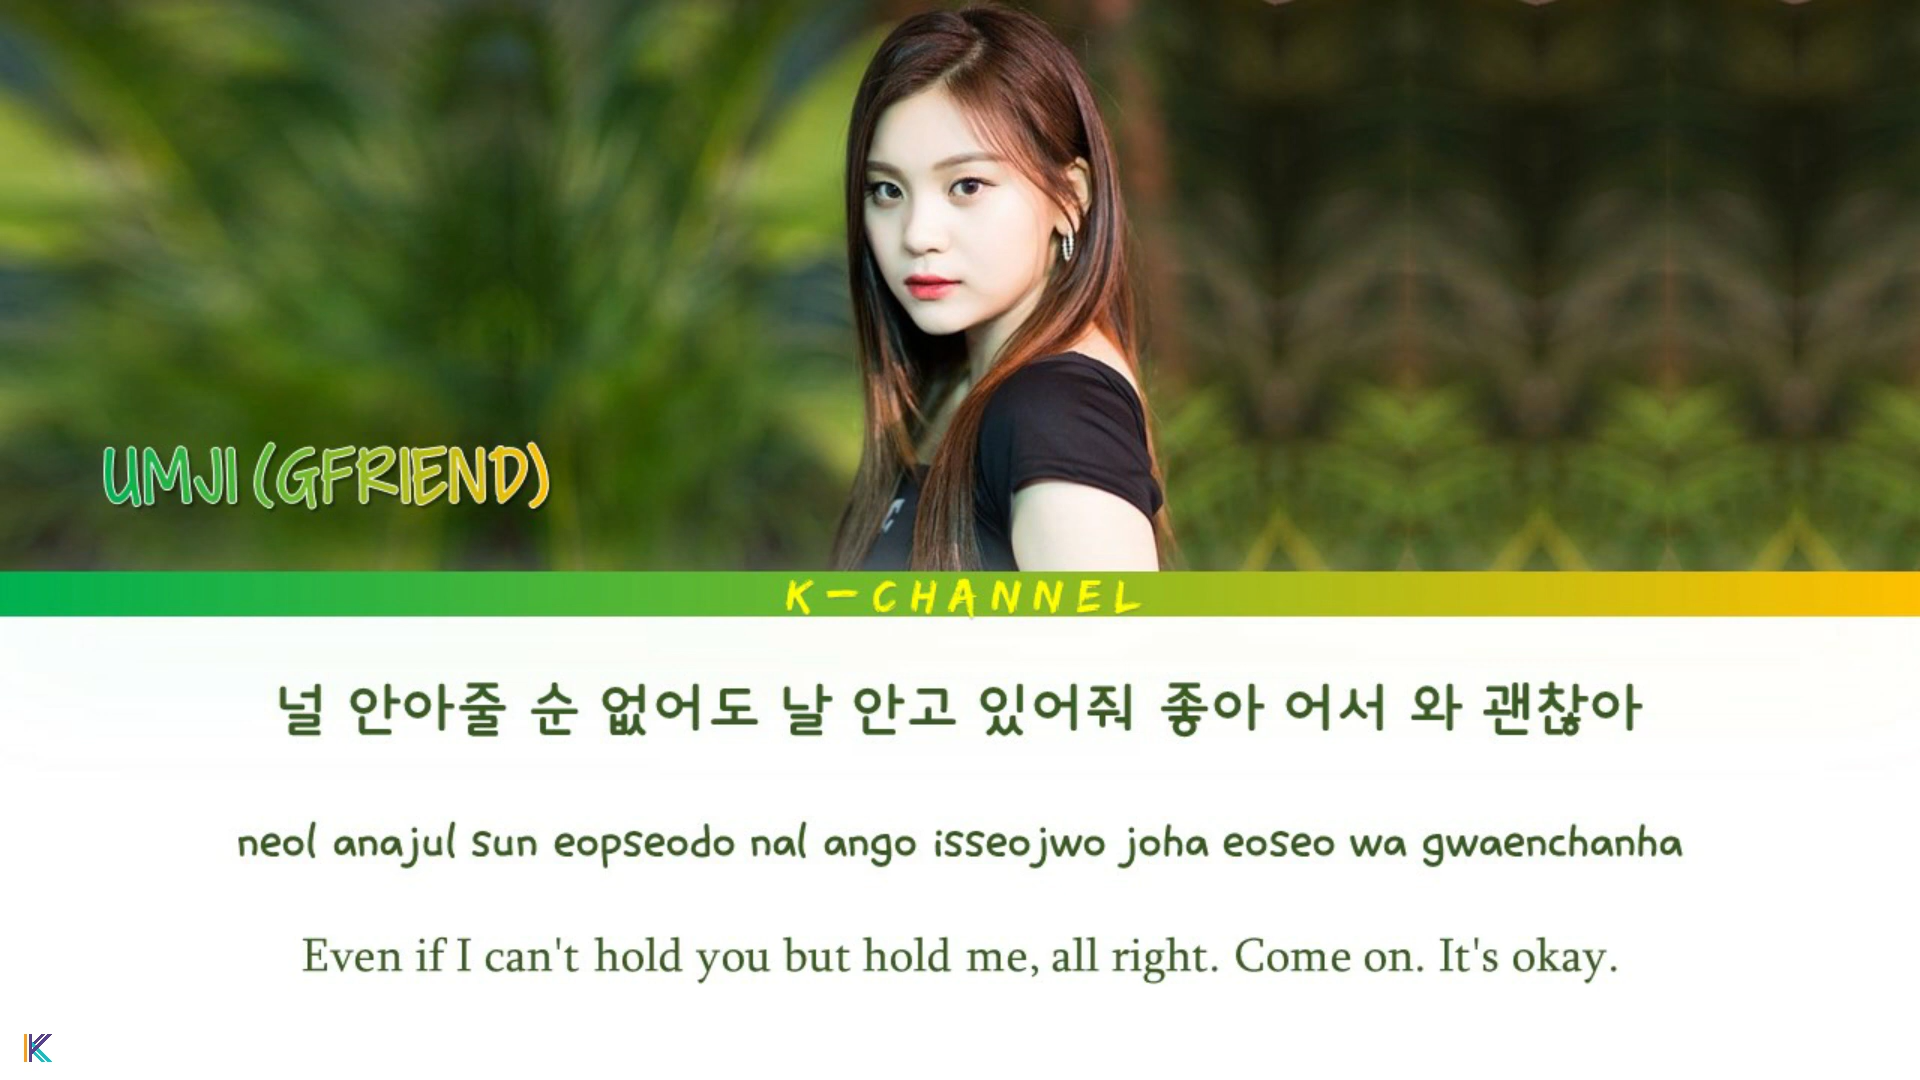 UMJI (GFRIEND)
K-CHANNEL
널 안아줄 순 없어도 날 안고 있어줘 좋아 어서 와 괜찮아
neol anajul sun eopseodo nal ango isseojwo joha eoseo wa gwaenchanha
Even if I can't hold you but hold me, all right. Come on. It's okay.
K